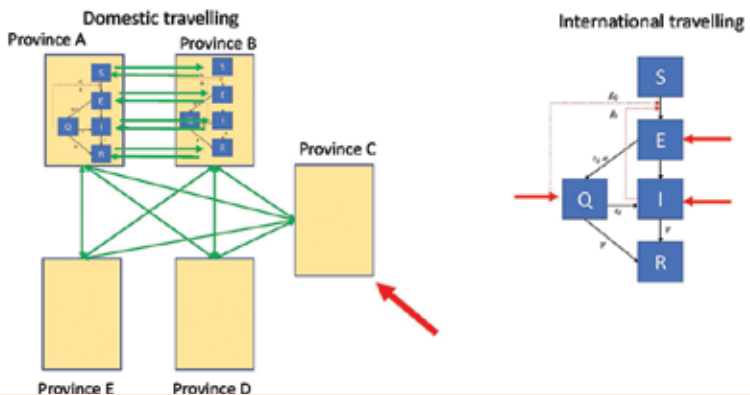 Domestic travelling
International travelling
Province A
Province B
S
E
Q
I
R
S
E
Q
I
R
Province C
Province E
Province D
S
E
Q
I
R